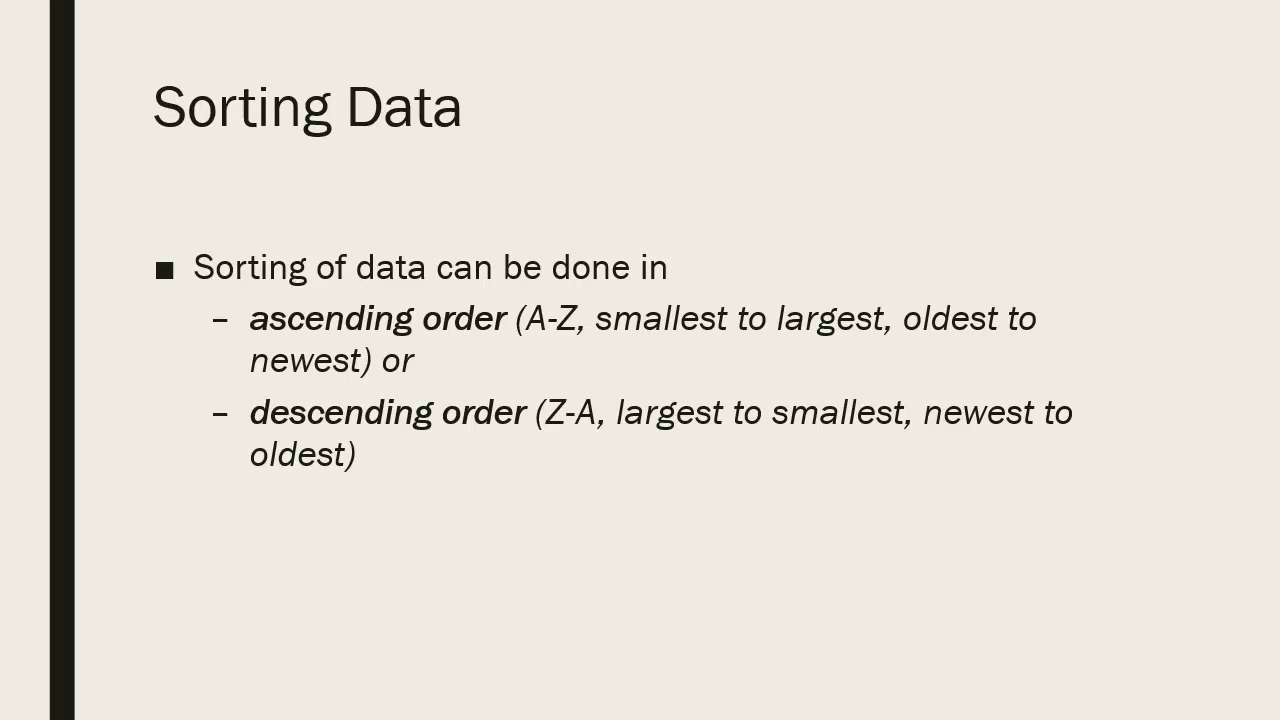 Sorting Data
■ Sorting of data can be done in
– ascending order (A-Z, smallest to largest, oldest to
newest) or
– descending order (Z-A, largest to smallest, newest to
oldest)